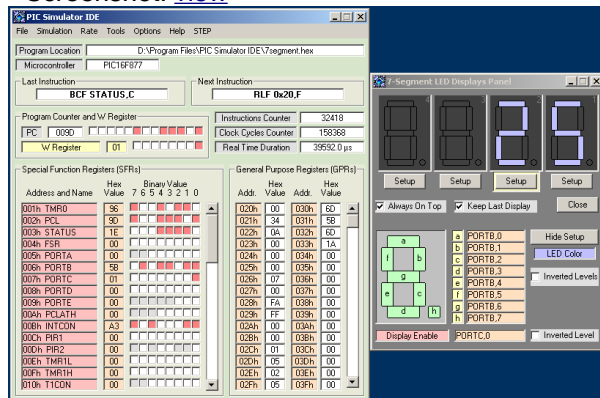 Screenshot: View
PIC Simulator IDE
File Simulation Rate Tools Options Help STEP
Program Location D:\Program Files\PIC Simulator IDE\7segment.hex
Microcontroller PIC16F877
Last Instruction
BCF STATUS,C
Next Instruction
RLF 0x20,F
Program Counter and W Register
PC 009D
W Register 01
Instructions Counter 32418
Clock Cycles Counter 158368
Real Time Duration 39592.0 µs
Special Function Registers (SFRs)
Address and Name Hex Value Binary Value 7 6 5 4 3 2 1 0
001h TMR0 96
002h PCL 9D
003h STATUS 1E
004h FSR 00
005h PORTA 00
006h PORTB 5B
007h PORTC 01
008h PORTD 00
009h PORTE 00
00Ah PCLATH 00
00Bh INTCON A3
00Ch PIR1 00
00Dh PIR2 00
00Eh TMR1L 00
00Fh TMR1H 00
010h T1CON 00
General Purpose Registers (GPRs)
Addr. Hex Value Addr. Hex Value
020h 00 030h 6D
021h 34 031h 5B
022h 0A 032h 6D
023h 00 033h 1A
024h 00 034h 00
025h 00 035h 00
026h 00 036h 00
027h 00 037h 00
028h FA 038h 00
029h FF 039h 00
02Ah 00 03Ah 00
02Bh 00 03Bh 00
02Ch 01 03Ch 00
02Dh 05 03Dh 00
02Eh 02 03Eh 00
02Fh 05 03Fh 00
7-Segment LED Displays Panel
4 3 2 1
25
Setup Setup Setup Setup
Always On Top Keep Last Display Close
a PORTB,0
b PORTB,1
c PORTB,2
d PORTB,3
e PORTB,4
f PORTB,5
g PORTB,6
h PORTB,7
a
f b
g
e c
d h
Hide Setup
LED Color
Inverted Levels
Display Enable PORTC,0 Inverted Level